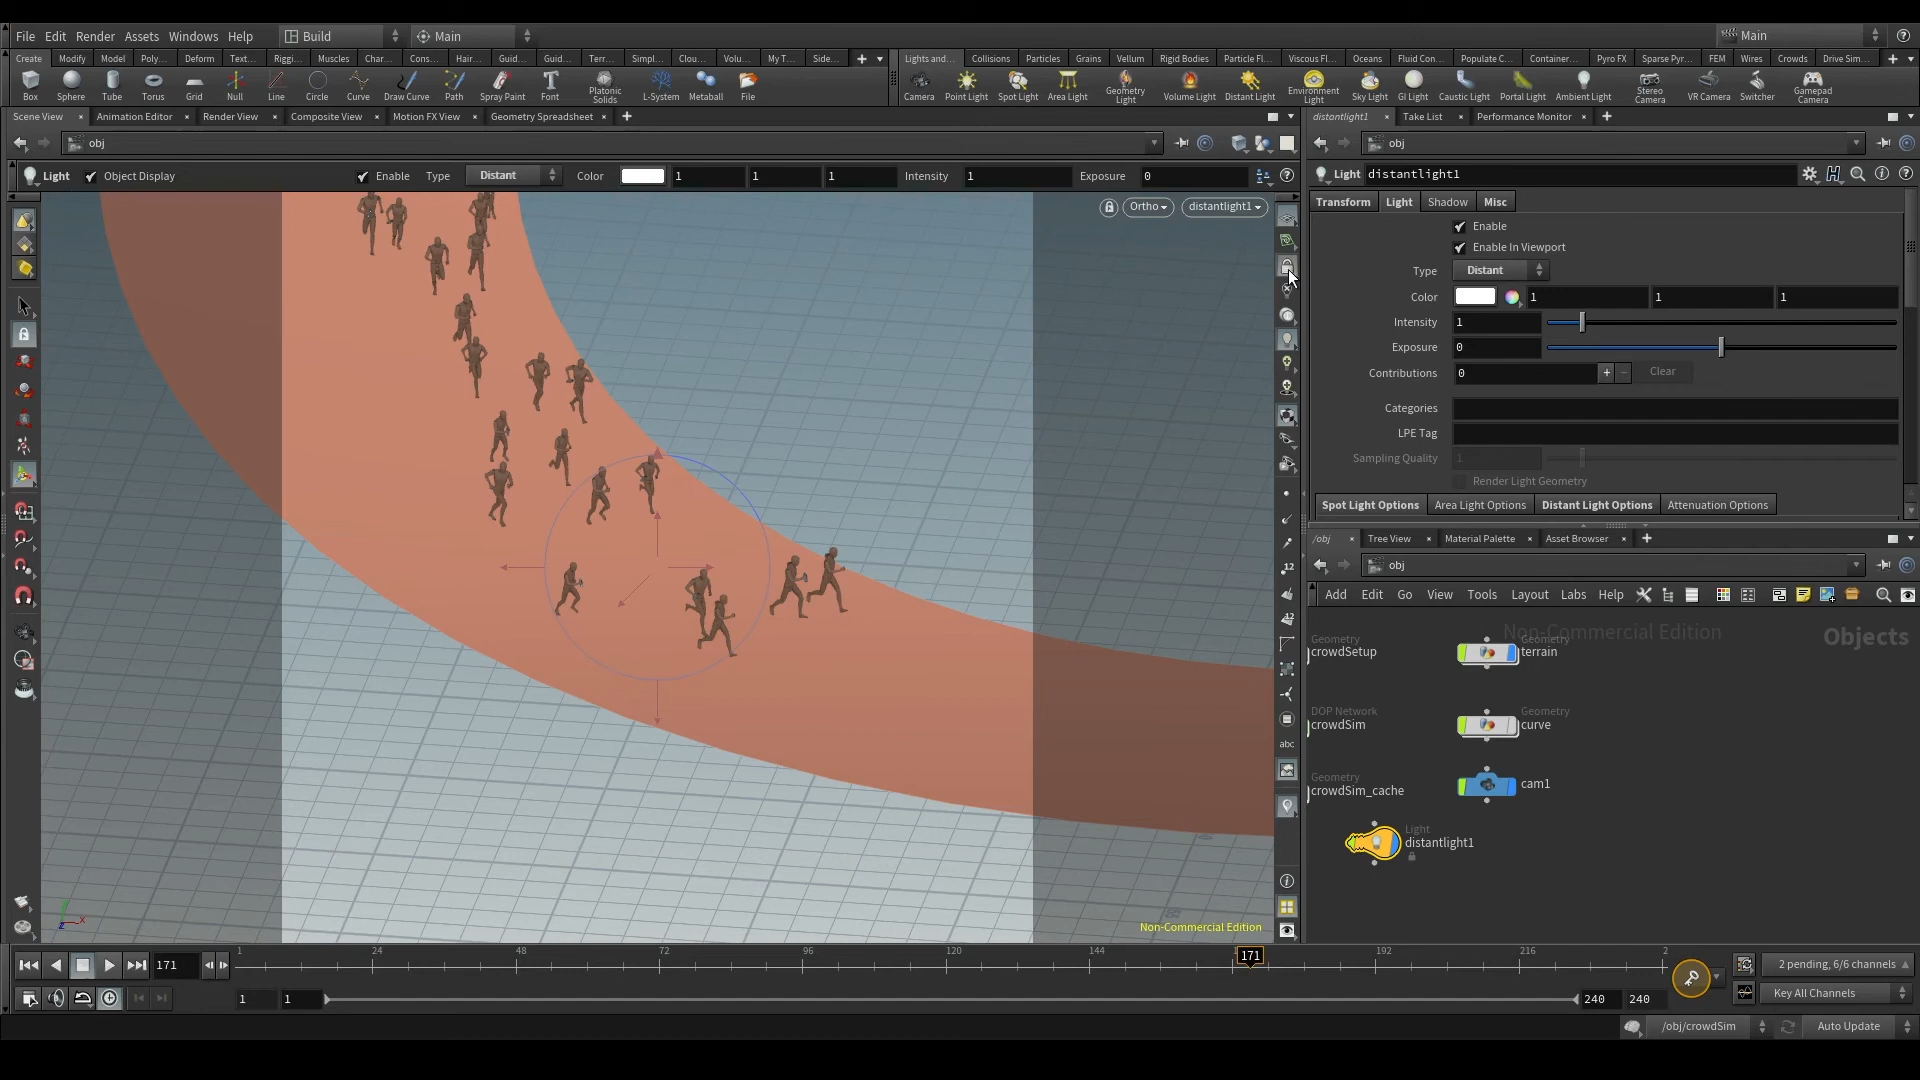 File Edit Render Assets Windows Help Build Main Main
Create Modify Model Poly... Deform Text... Riggi... Muscles Char... Cons... Hair... Guid... Guid... Terr... Simpl... Clou... Volu... My T... Side...
Lights and... Collisions Particles Grains Vellum Rigid Bodies Particle Fl... Viscous Fl... Oceans Fluid Con... Populate C... Container... Pyro FX Sparse Pyr... FEM Wires Crowds Drive Sim...
Box Sphere Tube Torus Grid Null Line Circle Curve Draw Curve Path Spray Paint Font Platonic Solids L-System Metaball File
Camera Point Light Spot Light Area Light Geometry Light Volume Light Distant Light Environment Light Sky Light GI Light Caustic Light Portal Light Ambient Light Stereo Camera VR Camera Switcher Gamepad Camera
Scene View Animation Editor Render View Composite View Motion FX View Geometry Spreadsheet
distantlight1 Take List Performance Monitor
obj
obj
Light Object Display Enable Type Distant Color 1 1 1 Intensity 1 Exposure 0
Light distantlight1
Transform Light Shadow Misc
Ortho distantlight1
Enable
Enable In Viewport
Type Distant
Color 1 1 1
Intensity 1
Exposure 0
Contributions 0 Clear
Categories
LPE Tag
Sampling Quality 1
Render Light Geometry
Spot Light Options Area Light Options Distant Light Options Attenuation Options
/obj Tree View Material Palette Asset Browser
obj
Add Edit Go View Tools Layout Labs Help
Non-Commercial Edition
Objects
Geometry
crowdSetup
Geometry
terrain
DOP Network
crowdSim
Geometry
curve
Geometry
crowdSim_cache
cam1
Light
distantlight1
12
12
abc
Non-Commercial Edition
171
1 24 48 72 96 120 144 171 192 216 2
2 pending, 6/6 channels
1 1 240 240
Key All Channels
/obj/crowdSim Auto Update